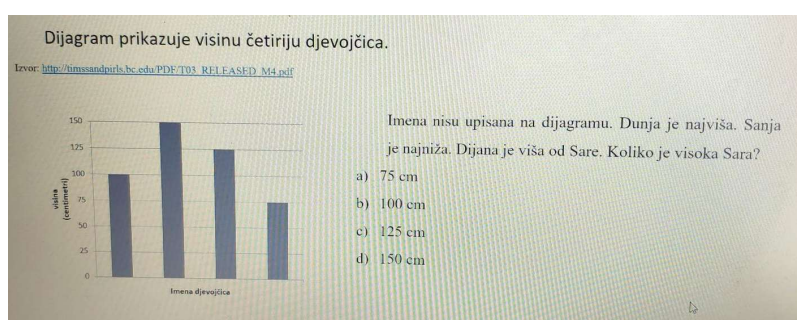 Dijagram prikazuje visinu četiriju djevojčica.
Izvor: http://timssandpirls.bc.edu/PDF/T03_RELEASED_M4.pdf
150
125
100
75
50
25
0
visina
(centimetri)
Imena djevojčica
Imena nisu upisana na dijagramu. Dunja je najviša. Sanja
je najniža. Dijana je viša od Sare. Koliko je visoka Sara?
a) 75 cm
b) 100 cm
c) 125 cm
d) 150 cm